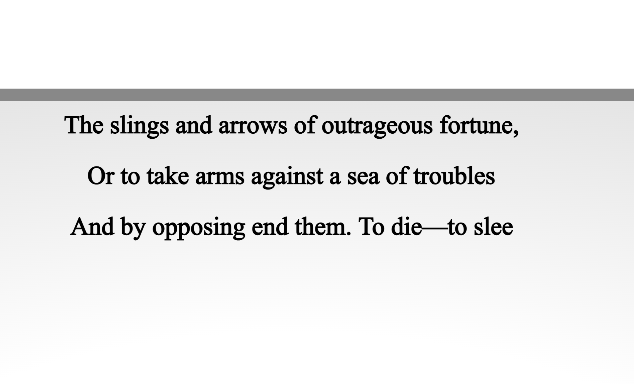 The slings and arrows of outrageous fortune,
Or to take arms against a sea of troubles
And by opposing end them. To die—to slee